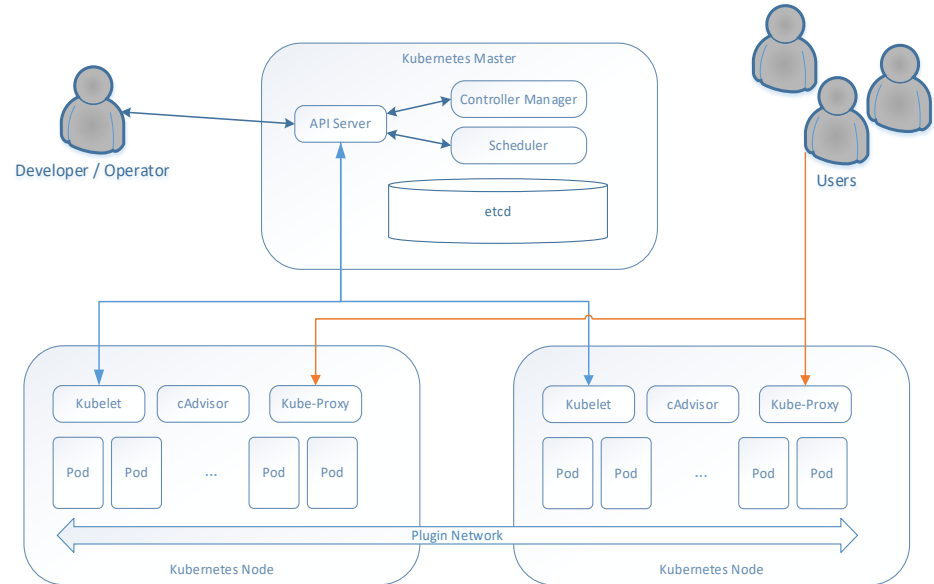 Kubernetes Master
API Server
Controller Manager
Scheduler
etcd
Developer / Operator
Users
Kubelet
cAdvisor
Kube-Proxy
Pod
Pod
...
Pod
Pod
Kubernetes Node
Kubelet
cAdvisor
Kube-Proxy
Pod
Pod
...
Pod
Pod
Plugin Network
Kubernetes Node